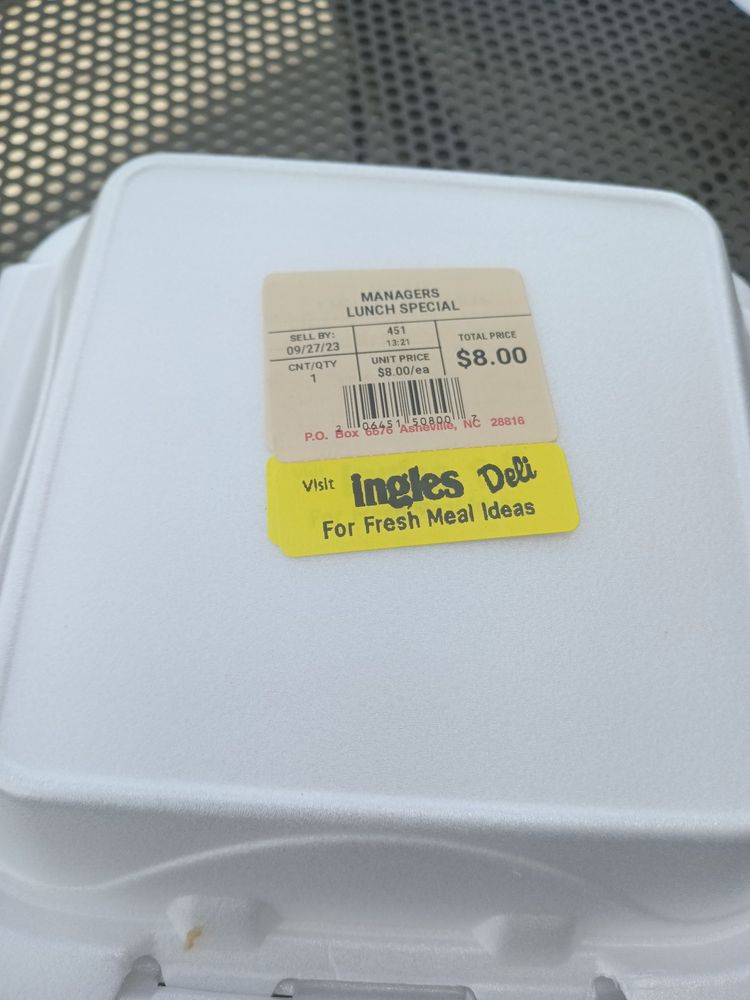 MANAGERS
LUNCH SPECIAL
SELL BY:
09/27/23
451
13:21
TOTAL PRICE
$8.00
CNT/QTY
1
UNIT PRICE
$8.00/ea
2 06451 50800 7
P.O. Box 6676 Asheville, NC 28816
Visit Ingles Deli
For Fresh Meal Ideas